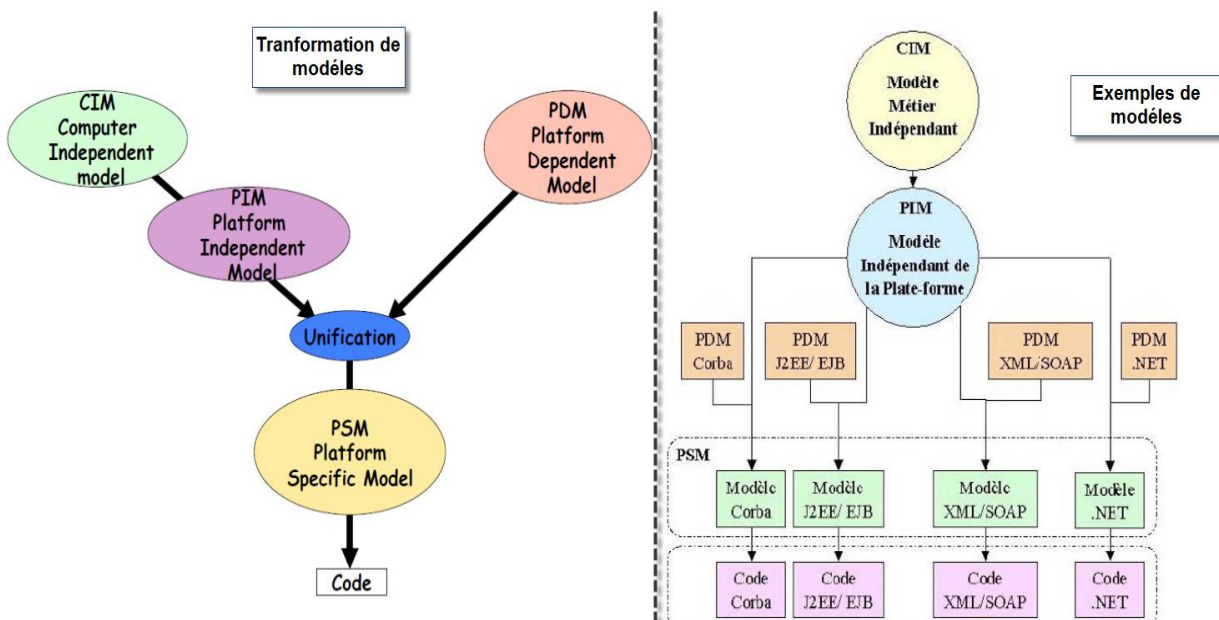 Tranformation de
modéles
CIM
Computer
Independent
model
PIM
Platform
Independent
Model
PDM
Platform
Dependent
Model
Unification
PSM
Platform
Specific Model
Code
CIM
Modèle
Métier
Indépendant
Exemples de
modéles
PIM
Modèle
Indépendant de
la Plate-forme
PDM
Corba
PDM
J2EE/ EJB
PDM
XML/SOAP
PDM
.NET
PSM
Modèle
Corba
Modèle
J2EE/ EJB
Modèle
XML/SOAP
Modèle
.NET
Code
Corba
Code
J2EE/ EJB
Code
XML/SOAP
Code
.NET